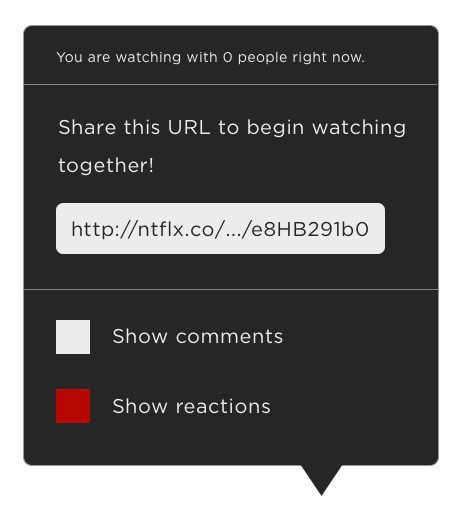 You are watching with 0 people right now.
Share this URL to begin watching
together!
http://ntflx.co/.../e8HB291b0
Show comments
Show reactions